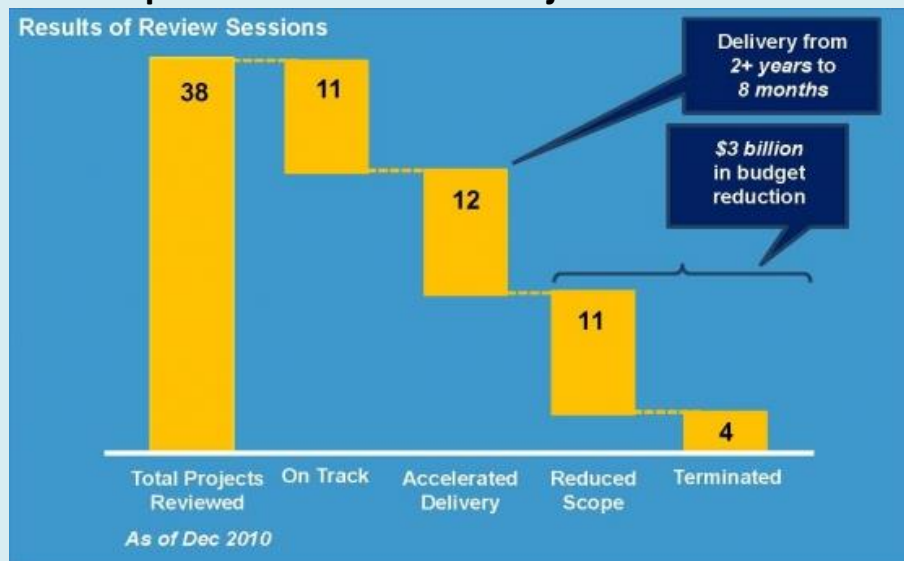 Results of Review Sessions
38
11
12
11
4
Delivery from
2+ years to
8 months
$3 billion
in budget
reduction
Total Projects
Reviewed
On Track
Accelerated
Delivery
Reduced
Scope
Terminated
As of Dec 2010